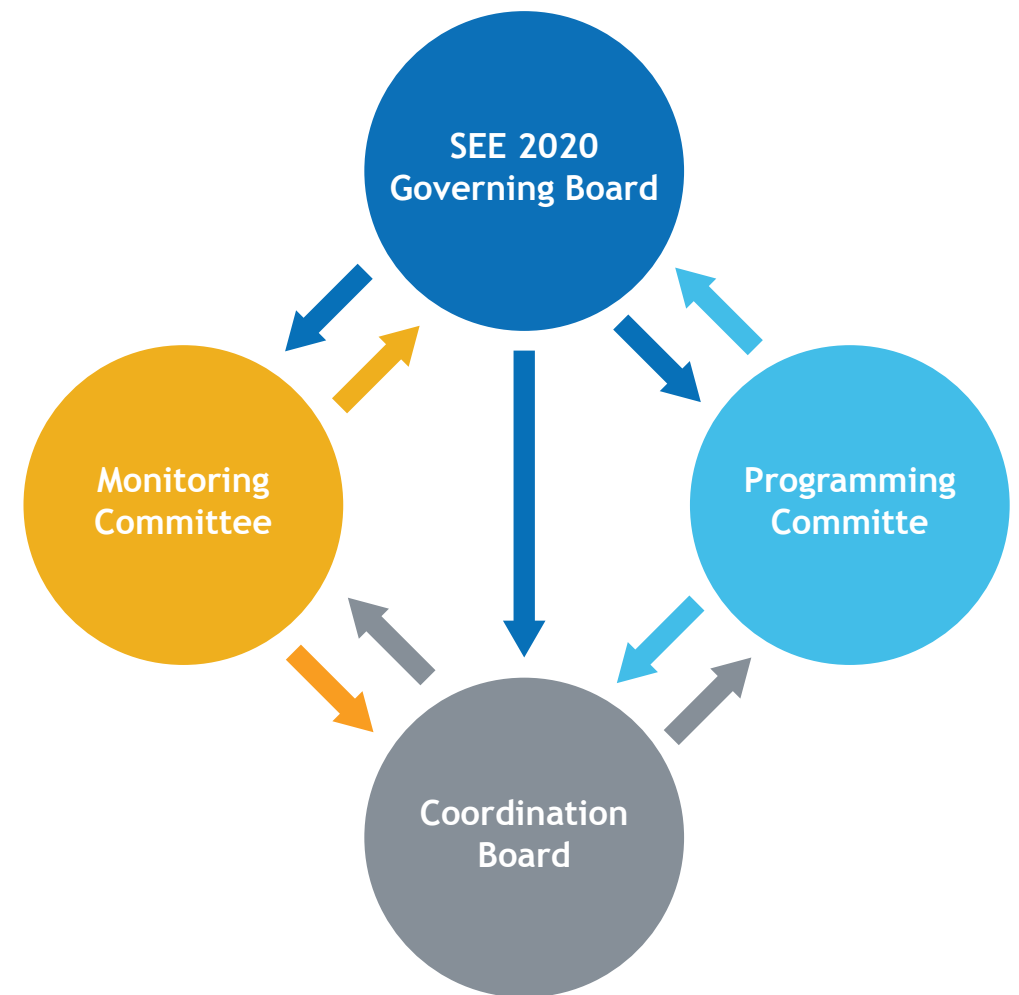 SEE 2020
Governing Board
Monitoring
Committee
Programming
Committe
Coordination
Board